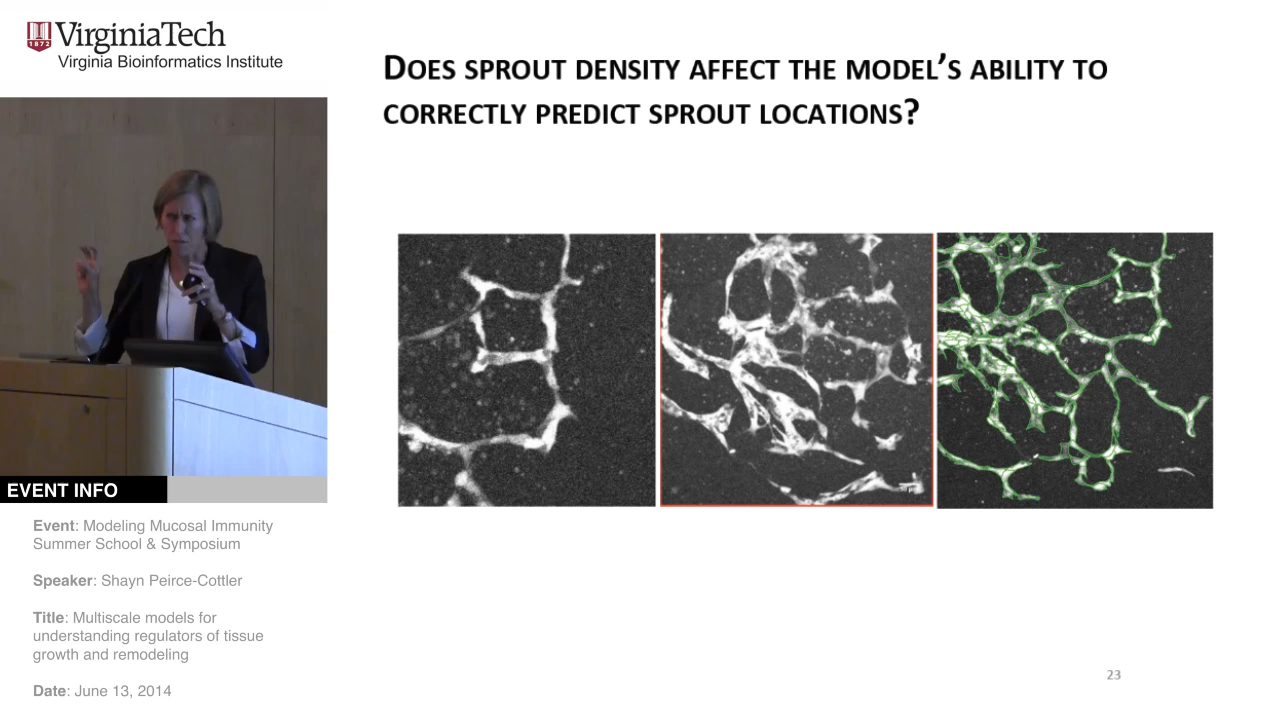 1872
VirginiaTech
Virginia Bioinformatics Institute
DOES SPROUT DENSITY AFFECT THE MODEL'S ABILITY TO
CORRECTLY PREDICT SPROUT LOCATIONS?
EVENT INFO
Event: Modeling Mucosal Immunity
Summer School & Symposium
Speaker: Shayn Peirce-Cottler
Title: Multiscale models for
understanding regulators of tissue
growth and remodeling
Date: June 13, 2014
23